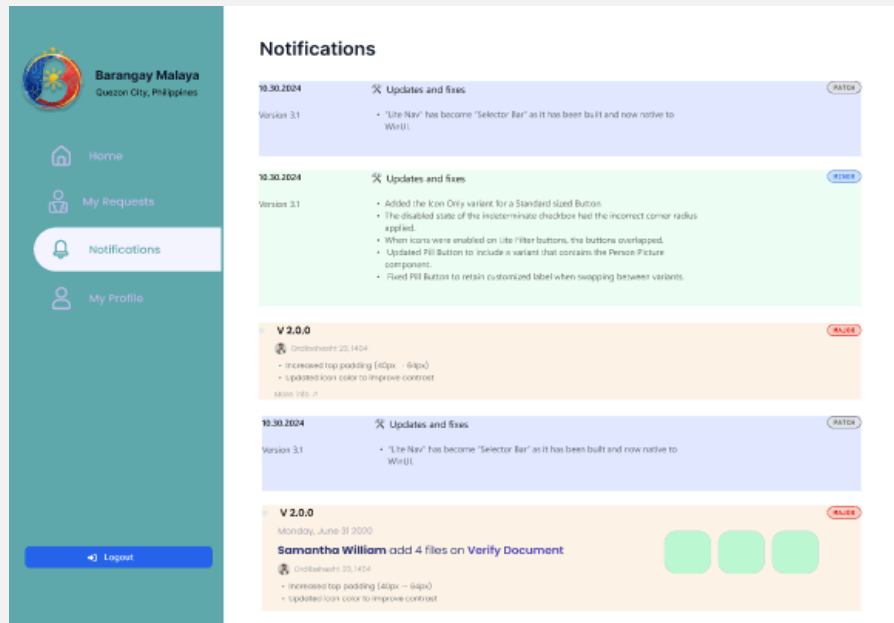 Notifications
Barangay Malaya
Quezon City, Philippines
Home
My Requests
Notifications
My Profile
Logout
10.30.2024
🛠 Updates and fixes
PATCH
Version 3.1
• "Lite Nav" has become "Selector Bar" as it has been built and now native to
WinUI.
10.30.2024
🛠 Updates and fixes
MINOR
Version 3.1
• Added the Icon Only variant for a Standard sized Button
• The disabled state of the indeterminate checkbox had the incorrect corner radius
applied.
• When icons were enabled on Lite Filter buttons, the buttons overlapped.
• Updated Pill Button to include a variant that contains the Person Picture
component.
• Fixed Pill Button to retain customized label when swapping between variants.
V 2.0.0
MAJOR
Ordibehesht 20, 1404
• Increased top padding (40px → 64px)
• Updated icon color to improve contrast
More info ↗
10.30.2024
🛠 Updates and fixes
PATCH
Version 3.1
• "Lite Nav" has become "Selector Bar" as it has been built and now native to
WinUI.
V 2.0.0
MAJOR
Monday, June 31 2020
Samantha William add 4 files on Verify Document
Ordibehesht 20, 1404
• Increased top padding (40px → 64px)
• Updated icon color to improve contrast